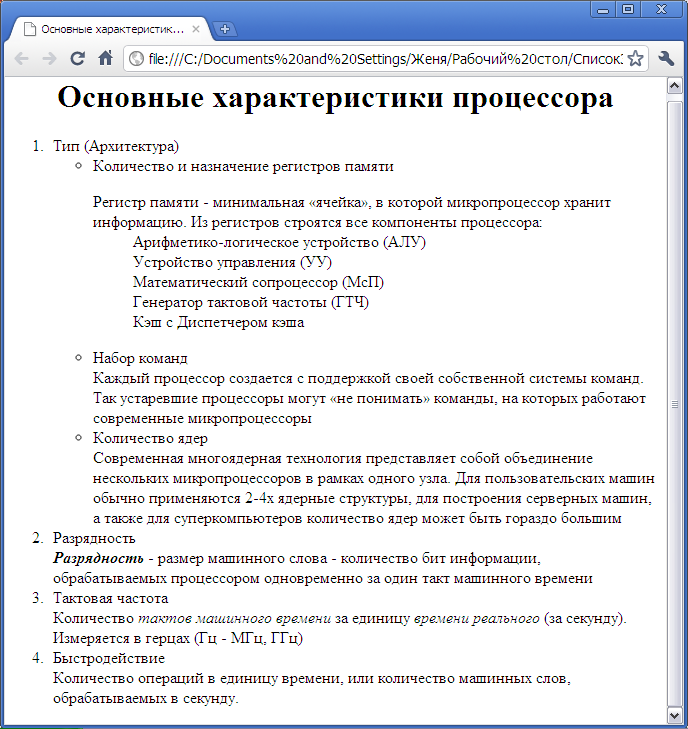 Основные характеристик...
file:///C:/Documents%20and%20Settings/Женя/Рабочий%20стол/Список
Основные характеристики процессора
1. Тип (Архитектура)
Количество и назначение регистров памяти
Регистр памяти - минимальная «ячейка», в которой микропроцессор хранит
информацию. Из регистров строятся все компоненты процессора:
Арифметико-логическое устройство (АЛУ)
Устройство управления (УУ)
Математический сопроцессор (МсП)
Генератор тактовой частоты (ГТЧ)
Кэш с Диспетчером кэша
Набор команд
Каждый процессор создается с поддержкой своей собственной системы команд.
Так устаревшие процессоры могут «не понимать» команды, на которых работают
современные микропроцессоры
Количество ядер
Современная многоядерная технология представляет собой объединение
нескольких микропроцессоров в рамках одного узла. Для пользовательских машин
обычно применяются 2-4х ядерные структуры, для построения серверных машин,
а также для суперкомпьютеров количество ядер может быть гораздо большим
2. Разрядность
Разрядность - размер машинного слова - количество бит информации,
обрабатываемых процессором одновременно за один такт машинного времени
3. Тактовая частота
Количество тактов машинного времени за единицу времени реального (за секунду).
Измеряется в герцах (Гц - МГц, ГГц)
4. Быстродействие
Количество операций в единицу времени, или количество машинных слов,
обрабатываемых в секунду.